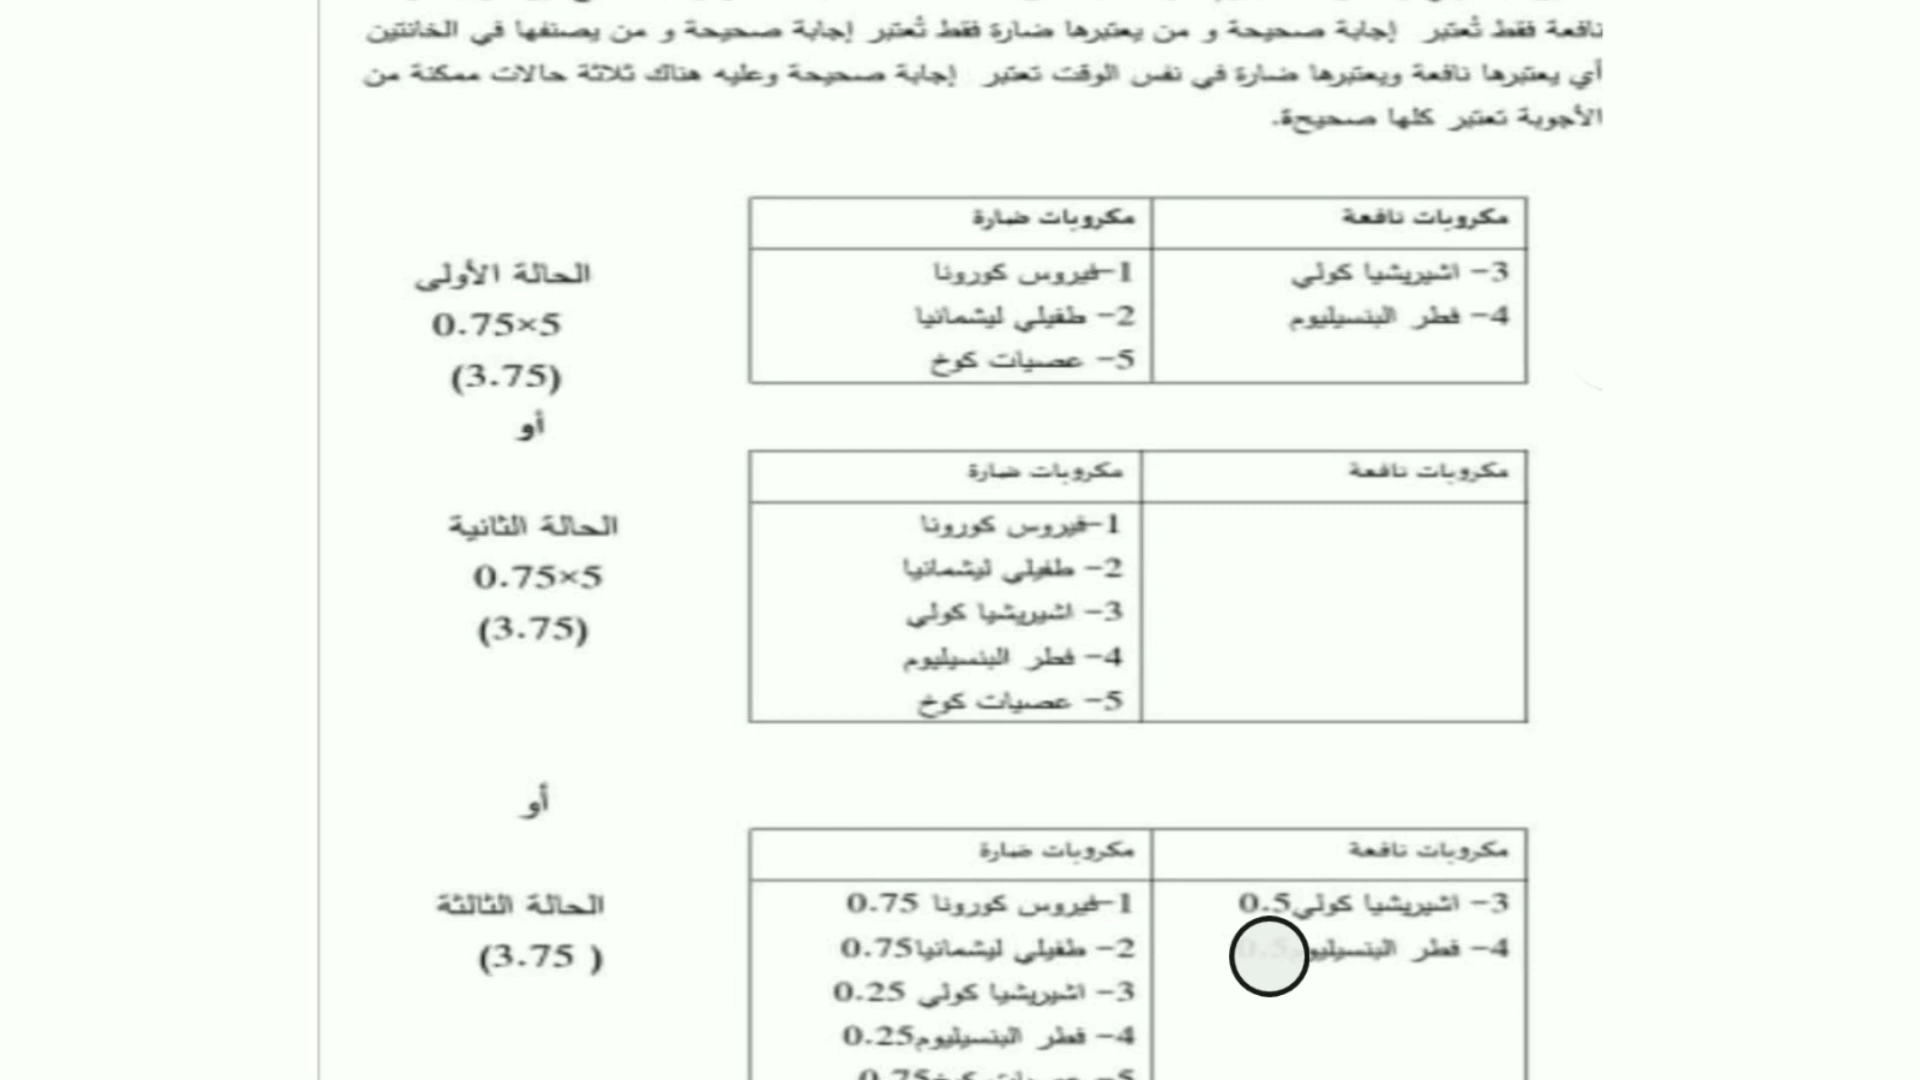 نافعة فقط تُعتبر إجابة صحيحة و من يعتبرها ضارة فقط تُعتبر إجابة صحيحة و من يصنفها في الخانتين
أي يعتبرها نافعة ويعتبرها ضارة في نفس الوقت تعتبر إجابة صحيحة وعليه هناك ثلاثة حالات ممكنة من
الأجوبة تعتبر كلها صحيحة.
مكروبات نافعة
3- اشيريشيا كولي
4- فطر البنسيليوم
مكروبات ضارة
1-فيروس كورونا
2- طفيلي ليشمانيا
5- عصيات كوخ
الحالة الأولى
0.75×5
(3.75)
أو
مكروبات نافعة
مكروبات ضارة
1-فيروس كورونا
2- طفيلي ليشمانيا
3- اشيريشيا كولي
4- فطر البنسيليوم
5- عصيات كوخ
الحالة الثانية
0.75×5
(3.75)
أو
مكروبات نافعة
3- اشيريشيا كولي0.5
4- فطر البنسيليوم0.5
مكروبات ضارة
1-فيروس كورونا 0.75
2- طفيلي ليشمانيا0.75
3- اشيريشيا كولي 0.25
4- فطر البنسيليوم0.25
5- عصيات كوخ0.75
الحالة الثالثة
(3.75 )